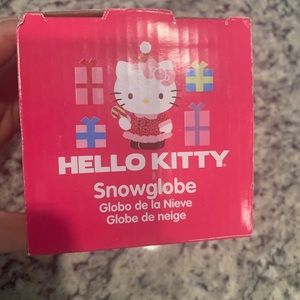 HELLO KITTY
Snowglobe
Globo de la Nieve
Globe de neige